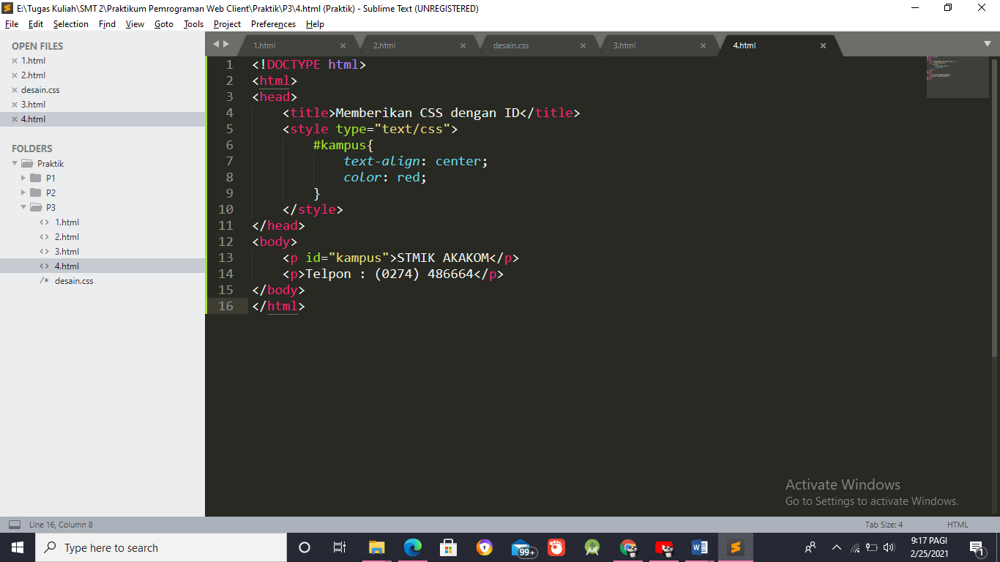 E:\Tugas Kuliah\SMT 2\Praktikum Pemrograman Web Client\Praktik\P3\4.html (Praktik) - Sublime Text (UNREGISTERED)
File Edit Selection Find View Goto Tools Project Preferences Help
OPEN FILES
1.html
2.html
desain.css
3.html
4.html
FOLDERS
Praktik
P1
P2
P3
1.html
2.html
3.html
4.html
desain.css
1.html 2.html desain.css 3.html 4.html
1 <!DOCTYPE html>
2 <html>
3 <head>
4 <title>Memberikan CSS dengan ID</title>
5 <style type="text/css">
6 #kampus{
7 text-align: center;
8 color: red;
9 }
10 </style>
11 </head>
12 <body>
13 <p id="kampus">STMIK AKAKOM</p>
14 <p>Telpon : (0274) 486664</p>
15 </body>
16 </html>
Activate Windows
Go to Settings to activate Windows.
Line 16, Column 8 Tab Size: 4 HTML
Type here to search
99+
9:17 PAGI
2/25/2021
1